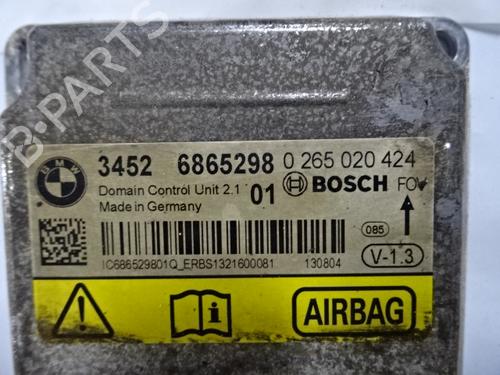 B-PARTS
BMW
3452 6865298 0 265 020 424
Domain Control Unit 2.1 01 BOSCH FOV
Made in Germany
085
V-1.3
IC686529801Q_ERBS1321600081 130804
AIRBAG